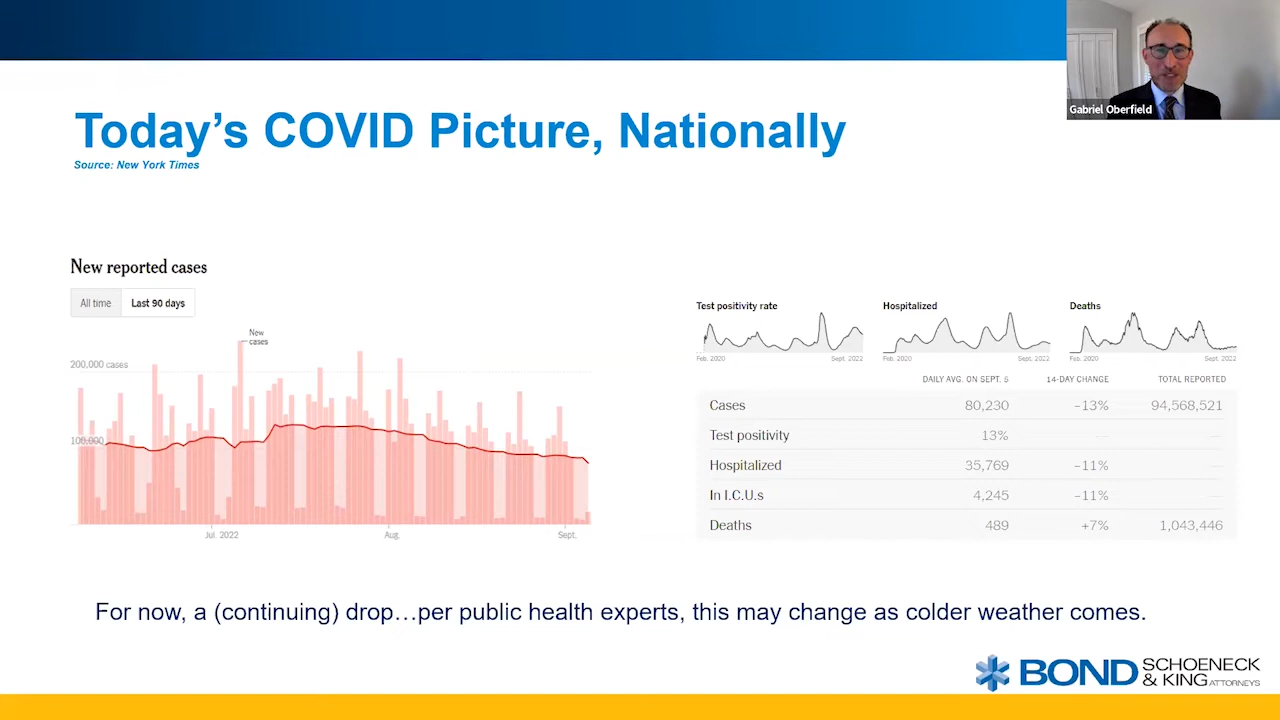 Gabriel Oberfield
Today’s COVID Picture, Nationally
Source: New York Times
New reported cases
All time
Last 90 days
New
cases
200,000 cases
100,000
Jul. 2022
Aug.
Sept.
Test positivity rate
Hospitalized
Deaths
Feb. 2020
Sept. 2022
Feb. 2020
Sept. 2022
Feb. 2020
Sept. 2022
DAILY AVG. ON SEPT. 5 14-DAY CHANGE TOTAL REPORTED
Cases 80,230 –13% 94,568,521
Test positivity 13% — —
Hospitalized 35,769 –11% —
In I.C.U.s 4,245 –11% —
Deaths 489 +7% 1,043,446
For now, a (continuing) drop…per public health experts, this may change as colder weather comes.
BOND SCHOENECK
& KING ATTORNEYS